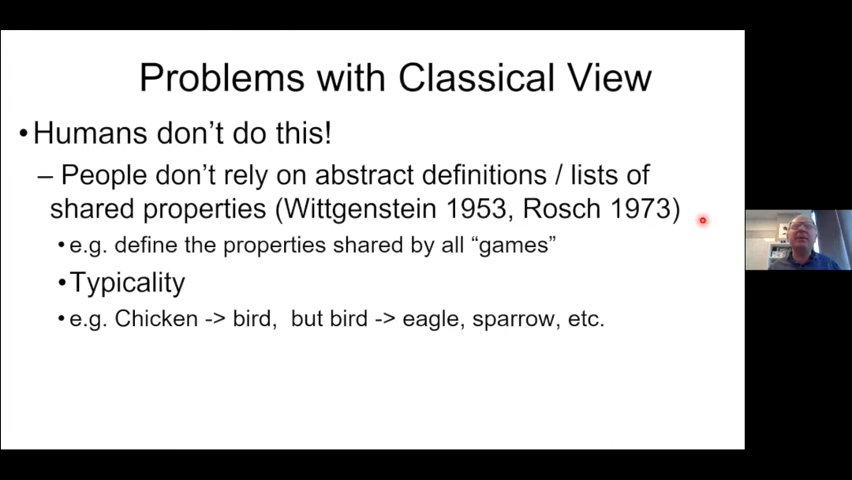 Problems with Classical View
•Humans don’t do this!
– People don’t rely on abstract definitions / lists of
shared properties (Wittgenstein 1953, Rosch 1973)
•e.g. define the properties shared by all “games”
•Typicality
•e.g. Chicken -> bird,  but bird -> eagle, sparrow, etc.